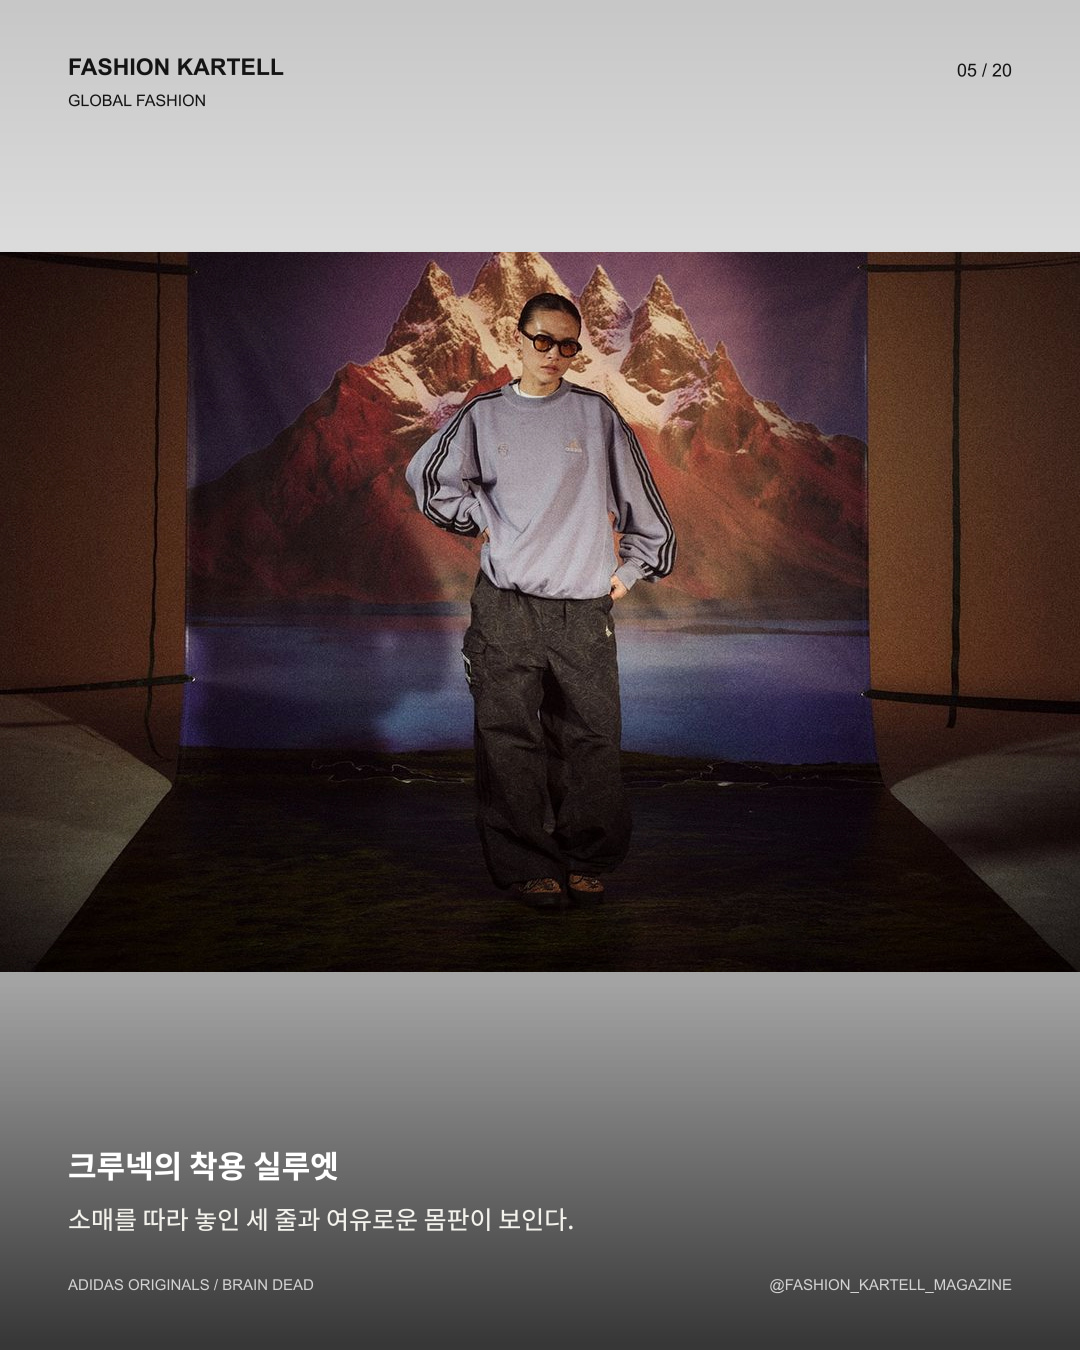 FASHION KARTELL
05 / 20
GLOBAL FASHION
크루넥의 착용 실루엣
소매를 따라 놓인 세 줄과 여유로운 몸판이 보인다.
ADIDAS ORIGINALS / BRAIN DEAD
@FASHION_KARTELL_MAGAZINE